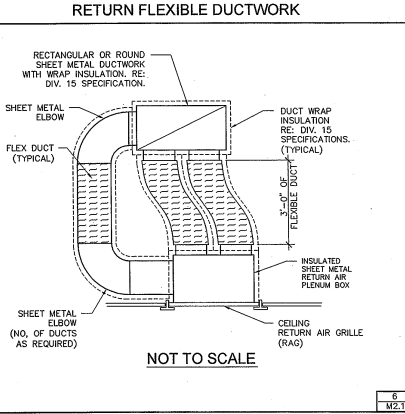 RETURN FLEXIBLE DUCTWORK
RECTANGULAR OR ROUND
SHEET METAL DUCTWORK
WITH WRAP INSULATION. RE:
DIV. 15 SPECIFICATION.
SHEET METAL
ELBOW
FLEX DUCT
(TYPICAL)
DUCT WRAP
INSULATION
RE: DIV. 15
SPECIFICATIONS.
(TYPICAL)
3'-0" OF
FLEXIBLE DUCT
INSULATED
SHEET METAL
RETURN AIR
PLENUM BOX
SHEET METAL
ELBOW
(NO. OF DUCTS
AS REQUIRED)
CEILING
RETURN AIR GRILLE
(RAG)
NOT TO SCALE
6
M2.1